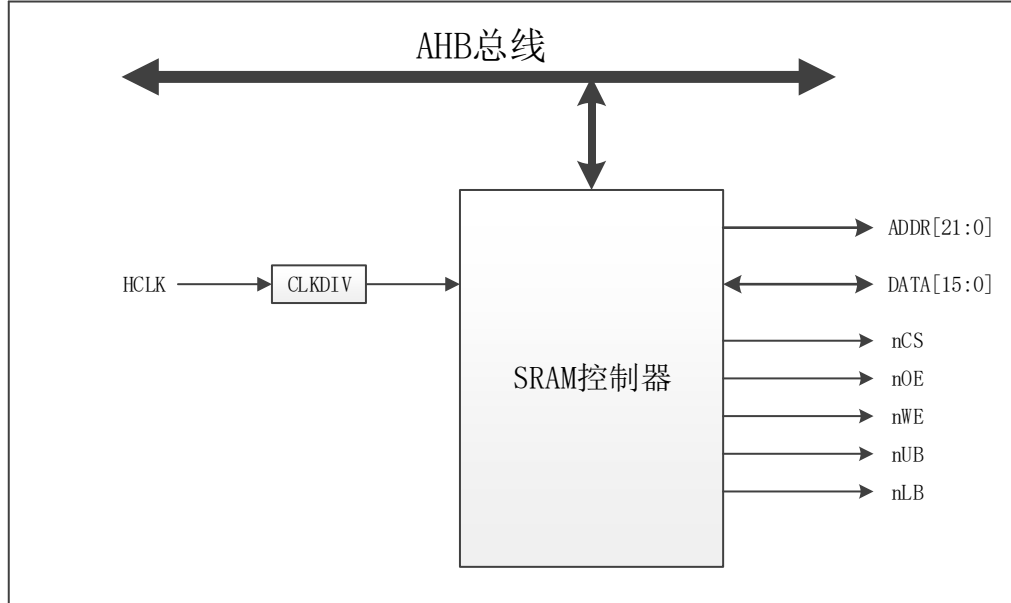 AHB总线
HCLK
CLKDIV
SRAM控制器
ADDR[21:0]
DATA[15:0]
nCS
nOE
nWE
nUB
nLB